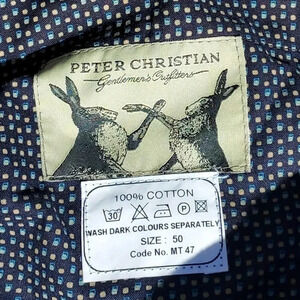 PETER CHRISTIAN
Gentlemen's Outfitters
100% COTTON
30
WASH DARK COLOURS SEPARATELY
SIZE : 50
Code No. MT 47